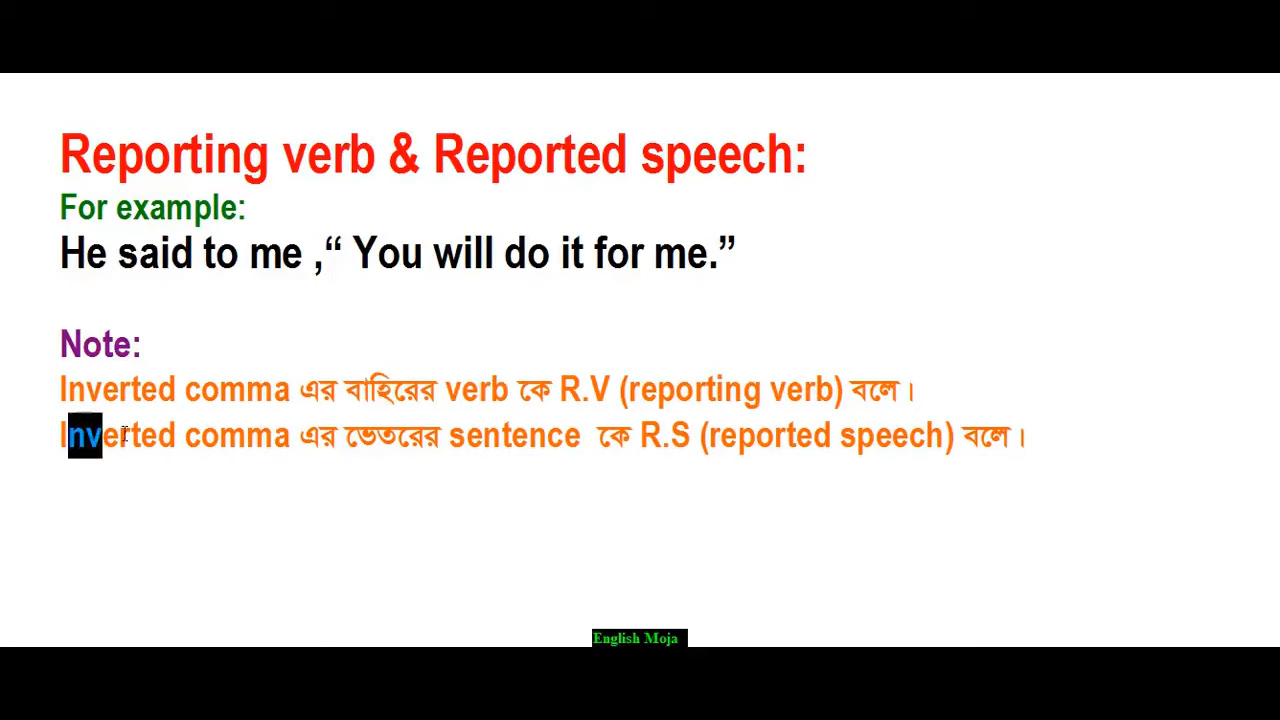 Reporting verb & Reported speech:
For example:
He said to me ,“ You will do it for me.”
Note:
Inverted comma এর বাহিরের verb কে R.V (reporting verb) বলে।
Inverted comma এর ভেতরের sentence কে R.S (reported speech) বলে।
English Moja